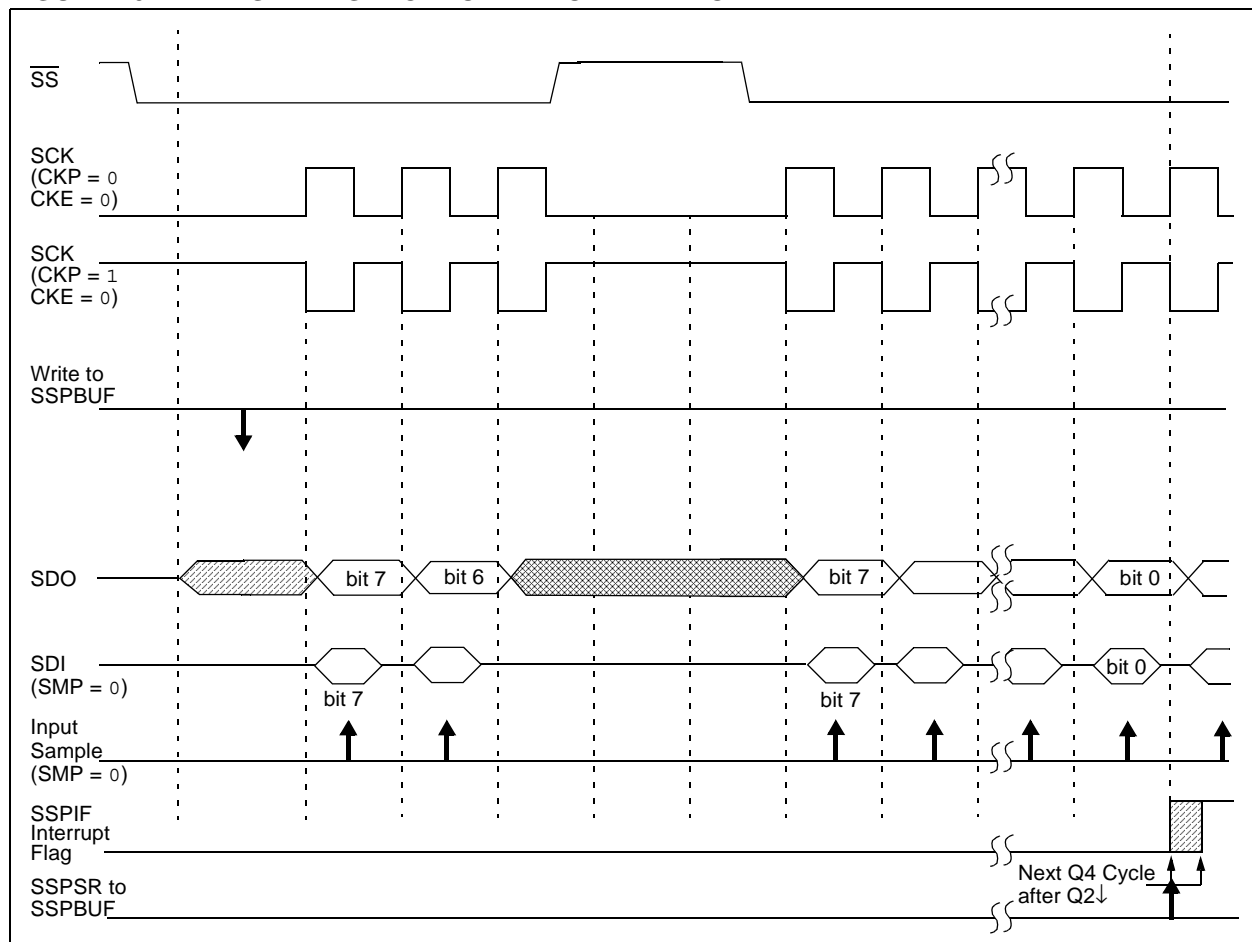 SS
SCK
(CKP = 0
CKE = 0)
SCK
(CKP = 1
CKE = 0)
Write to
SSPBUF
SDO
bit 7
bit 6
bit 7
bit 0
SDI
(SMP = 0)
bit 7
bit 7
bit 0
Input
Sample
(SMP = 0)
SSPIF
Interrupt
Flag
SSPSR to
SSPBUF
Next Q4 Cycle
after Q2↓